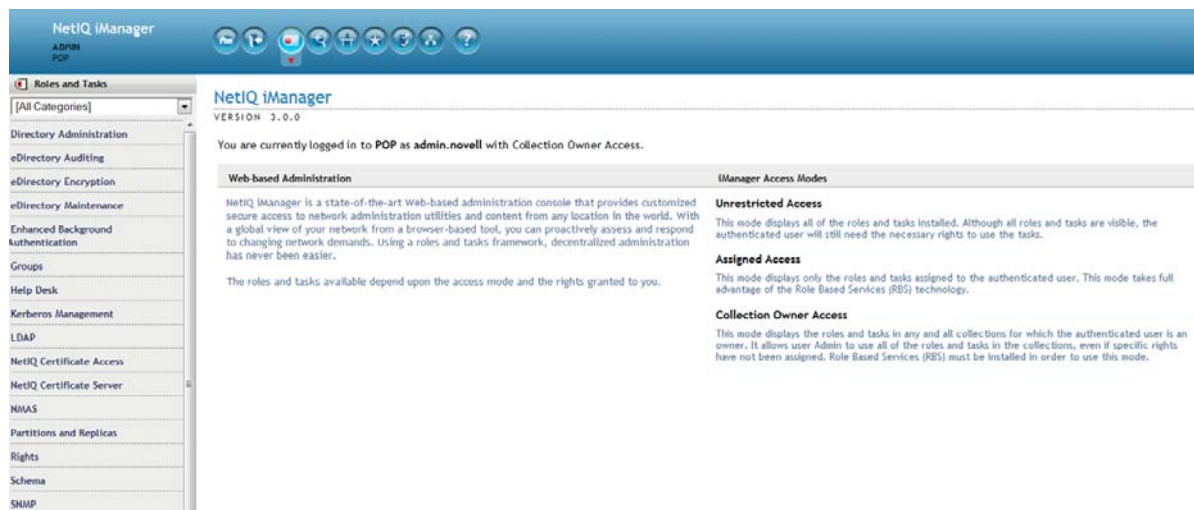 NetIQ iManager
ADMIN
POP
Roles and Tasks
[All Categories]
Directory Administration
eDirectory Auditing
eDirectory Encryption
eDirectory Maintenance
Enhanced Background
Authentication
Groups
Help Desk
Kerberos Management
LDAP
NetIQ Certificate Access
NetIQ Certificate Server
NMAS
Partitions and Replicas
Rights
Schema
SNMP
NetIQ iManager
VERSION 3.0.0
You are currently logged in to POP as admin.novell with Collection Owner Access.
Web-based Administration
NetIQ iManager is a state-of-the-art Web-based administration console that provides customized
secure access to network administration utilities and content from any location in the world. With
a global view of your network from a browser-based tool, you can proactively assess and respond
to changing network demands. Using a roles and tasks framework, decentralized administration
has never been easier.
The roles and tasks available depend upon the access mode and the rights granted to you.
iManager Access Modes
Unrestricted Access
This mode displays all of the roles and tasks installed. Although all roles and tasks are visible, the
authenticated user will still need the necessary rights to use the tasks.
Assigned Access
This mode displays only the roles and tasks assigned to the authenticated user. This mode takes full
advantage of the Role Based Services (RBS) technology.
Collection Owner Access
This mode displays the roles and tasks in any and all collections for which the authenticated user is an
owner. It allows user Admin to use all of the roles and tasks in the collections, even if specific rights
have not been assigned. Role Based Services (RBS) must be installed in order to use this mode.